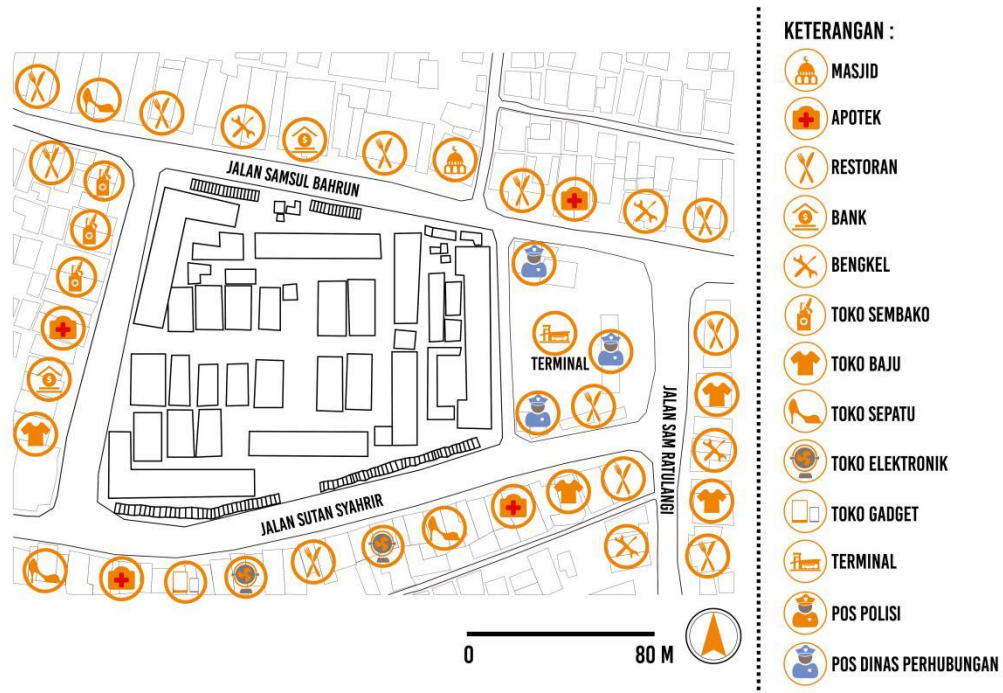 JALAN SAMSUL BAHRUN
TERMINAL
JALAN SAM RATULANGI
JALAN SUTAN SYAHRIR
0 80 M
KETERANGAN :
MASJID
APOTEK
RESTORAN
BANK
BENGKEL
TOKO SEMBAKO
TOKO BAJU
TOKO SEPATU
TOKO ELEKTRONIK
TOKO GADGET
TERMINAL
POS POLISI
POS DINAS PERHUBUNGAN